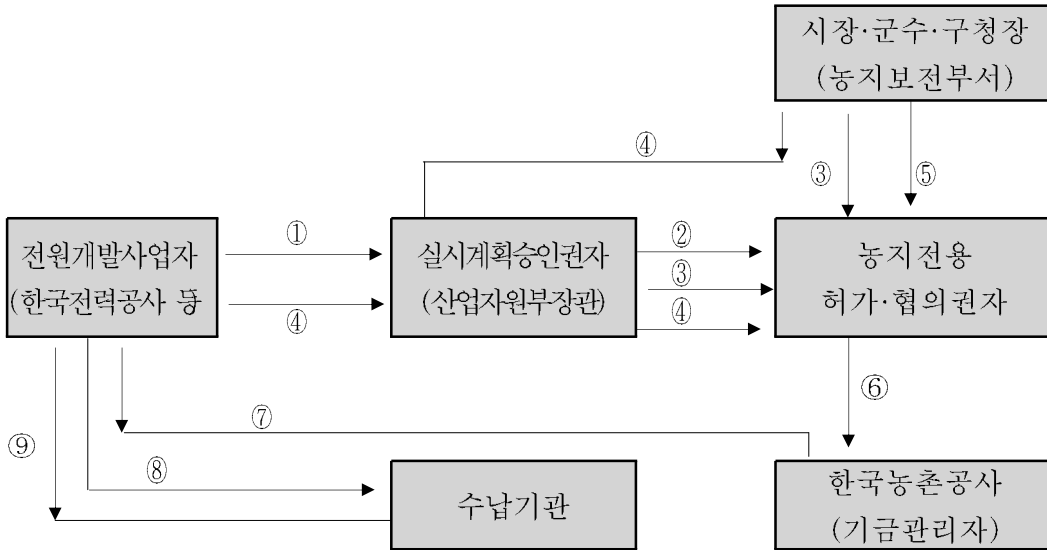 시장·군수·구청장
(농지보전부서)
④
③
⑤
전원개발사업자
(한국전력공사 등
①
④
실시계획승인권자
(산업자원부장관)
②
③
④
농지전용
허가·협의권자
⑥
⑦
⑨
⑧
수납기관
한국농촌공사
(기금관리자)